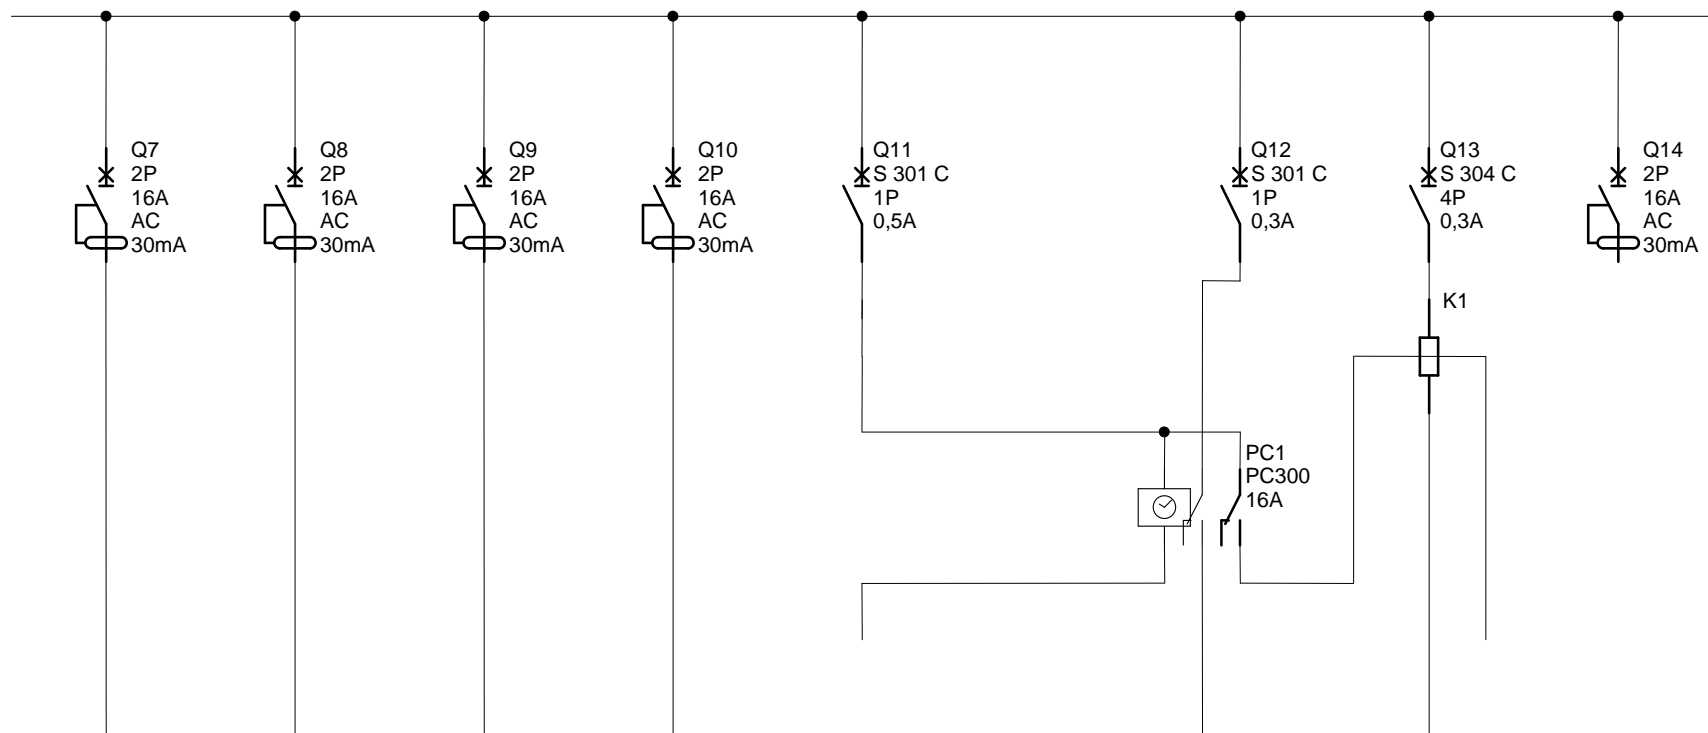 Q7
2P
16A
AC
30mA
Q8
2P
16A
AC
30mA
Q9
2P
16A
AC
30mA
Q10
2P
16A
AC
30mA
Q11
S 301 C
1P
0,5A
Q12
S 301 C
1P
0,3A
Q13
S 304 C
4P
0,3A
Q14
2P
16A
AC
30mA
K1
PC1
PC300
16A